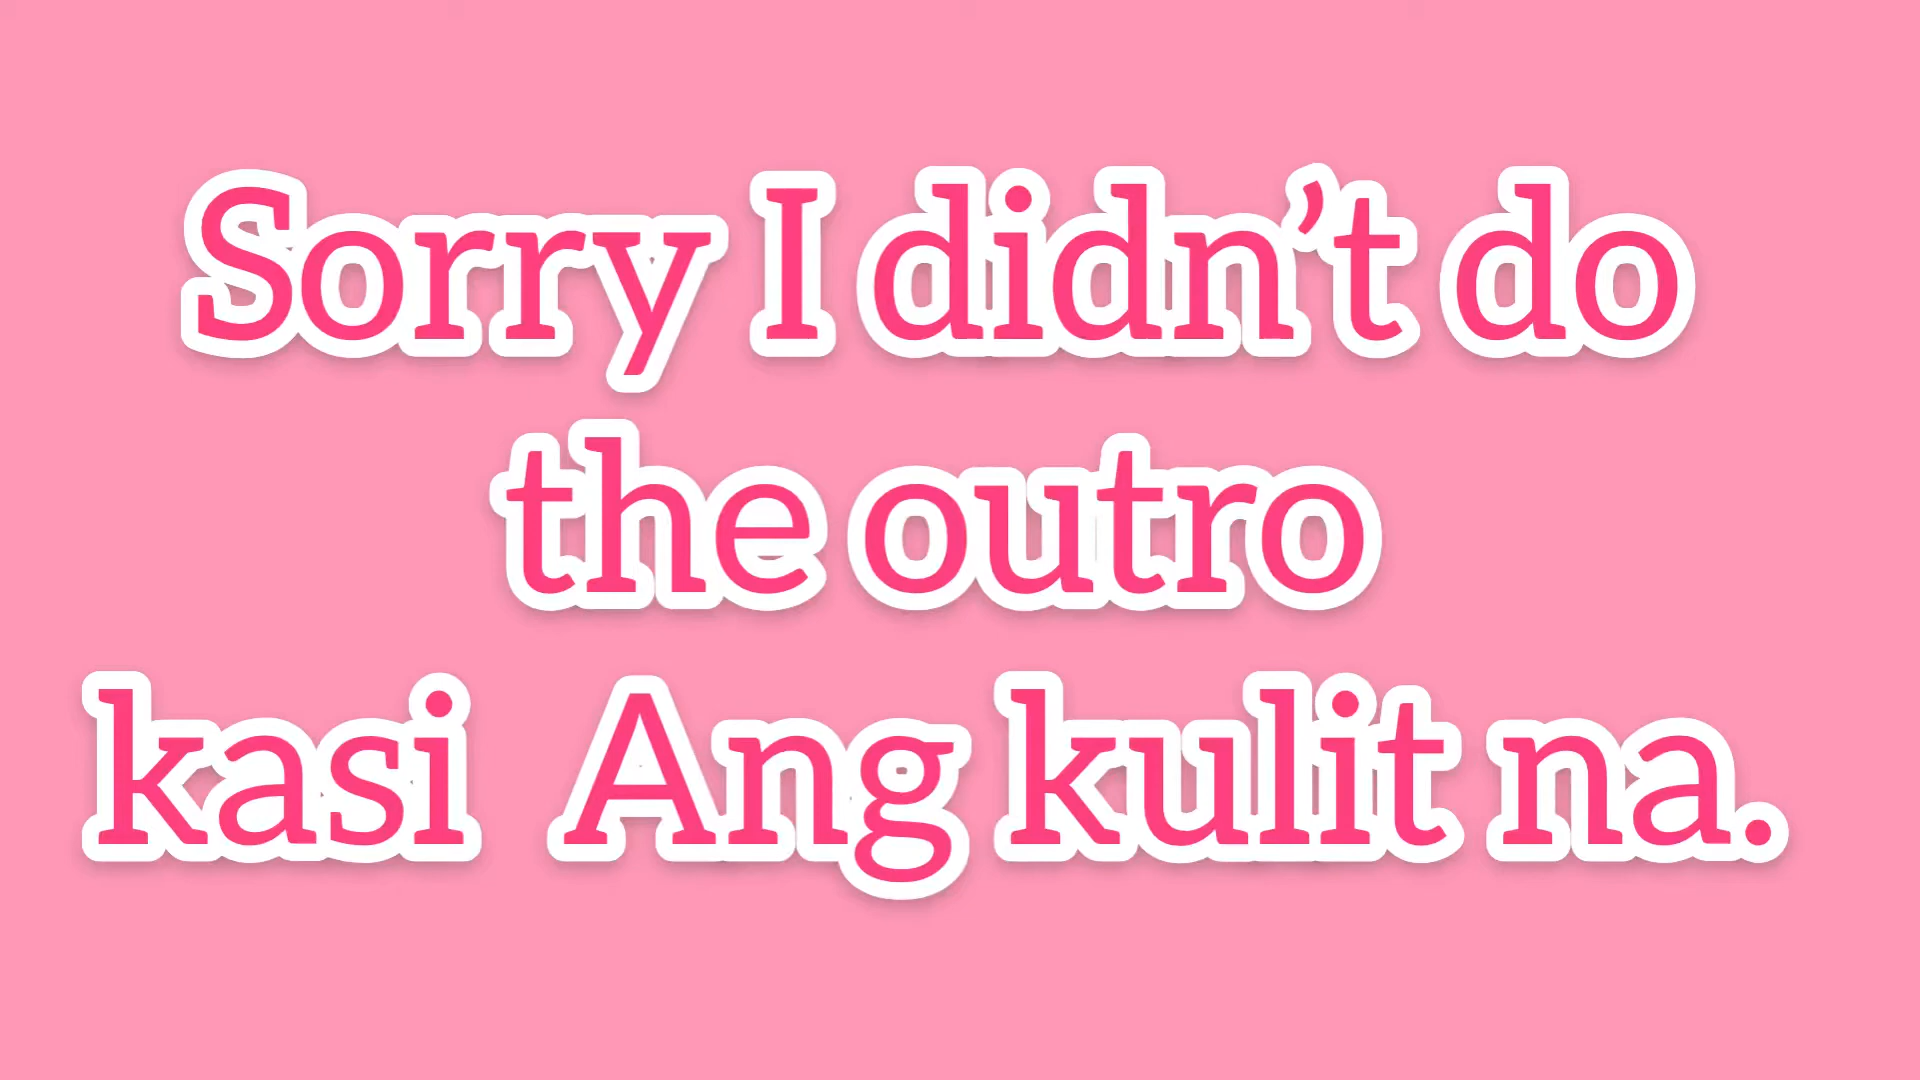 Sorry I didn’t do
the outro
kasi  Ang kulit na.